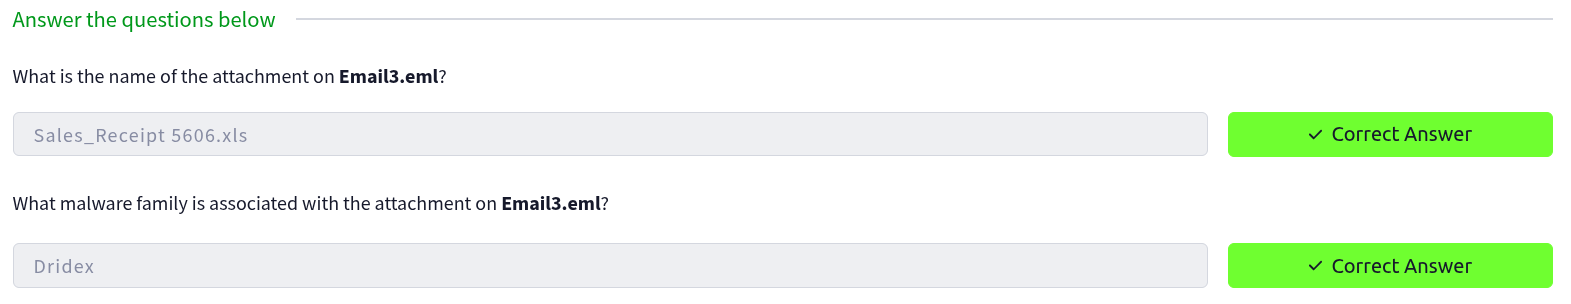 Answer the questions below
What is the name of the attachment on Email3.eml?
Sales_Receipt 5606.xls
✓ Correct Answer
What malware family is associated with the attachment on Email3.eml?
Dridex
✓ Correct Answer